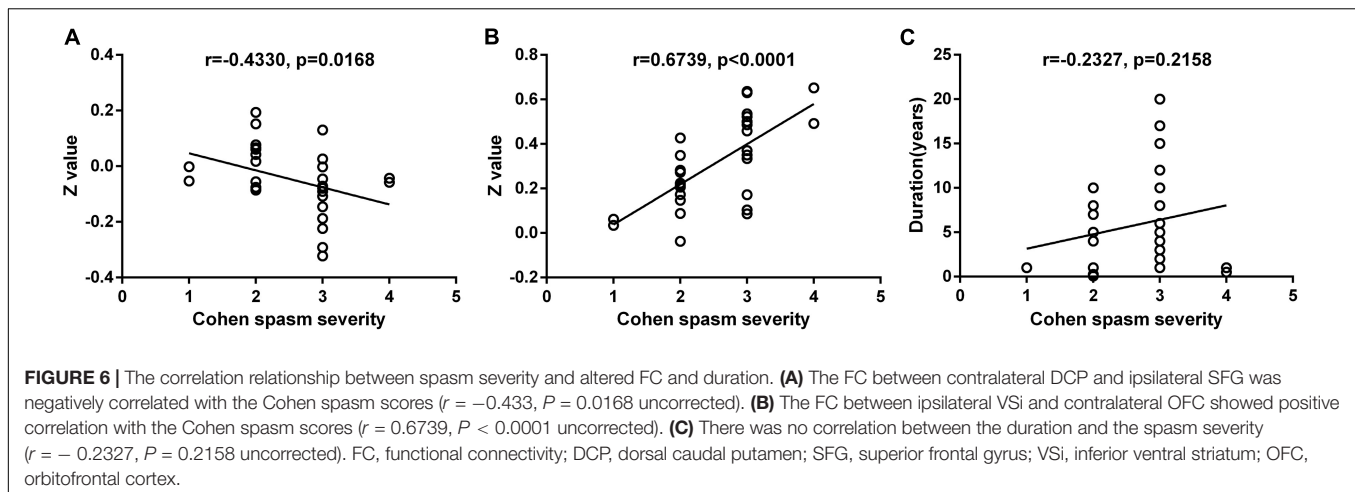 A
r=-0.4330, p=0.0168
0.4
0.2
0.0
-0.2
-0.4
Z value
0 1 2 3 4 5
Cohen spasm severity
B
r=0.6739, p<0.0001
0.8
0.6
0.4
0.2
0.0
-0.2
Z value
0 1 2 3 4 5
Cohen spasm severity
C
r=-0.2327, p=0.2158
25
20
15
10
5
0
Duration(years)
0 1 2 3 4 5
Cohen spasm severity
FIGURE 6 | The correlation relationship between spasm severity and altered FC and duration. (A) The FC between contralateral DCP and ipsilateral SFG was
negatively correlated with the Cohen spasm scores (r = −0.433, P = 0.0168 uncorrected). (B) The FC between ipsilateral VSi and contralateral OFC showed positive
correlation with the Cohen spasm scores (r = 0.6739, P < 0.0001 uncorrected). (C) There was no correlation between the duration and the spasm severity
(r = − 0.2327, P = 0.2158 uncorrected). FC, functional connectivity; DCP, dorsal caudal putamen; SFG, superior frontal gyrus; VSi, inferior ventral striatum; OFC,
orbitofrontal cortex.